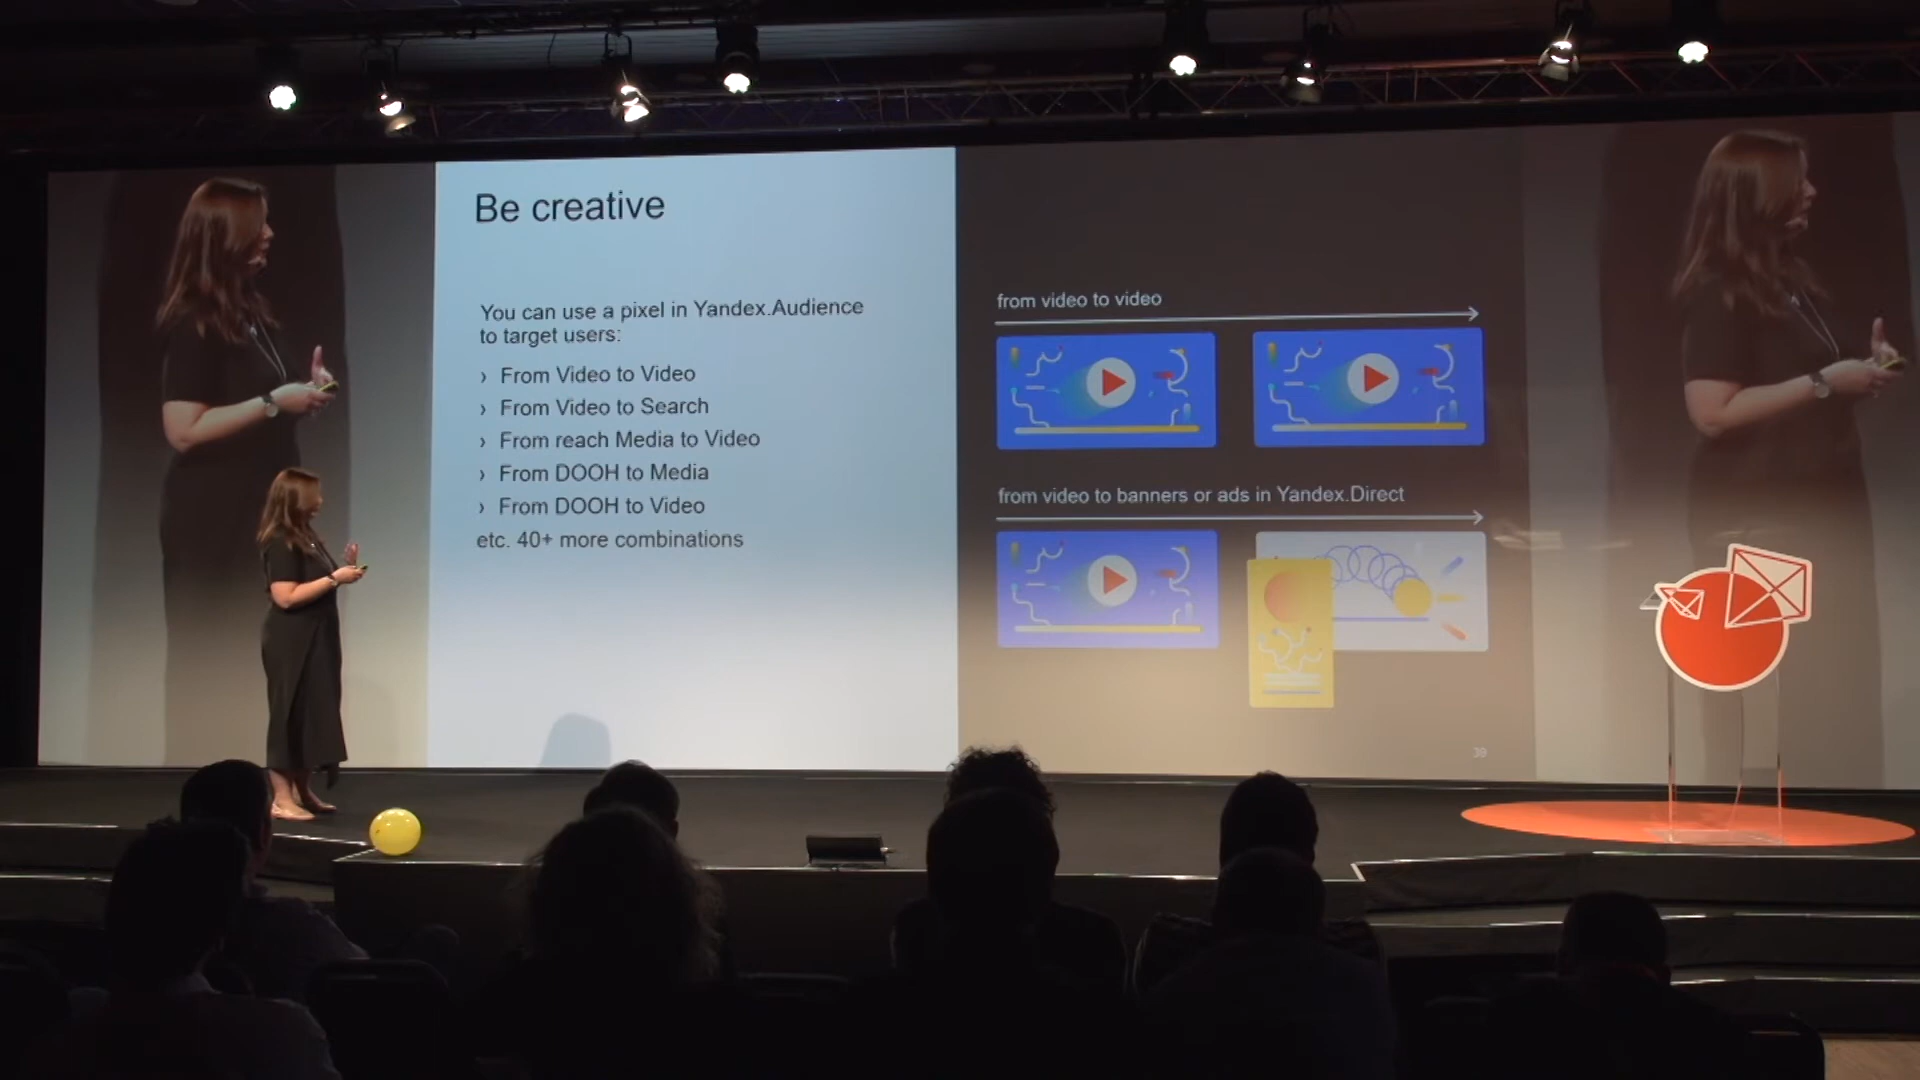 Be creative
You can use a pixel in Yandex.Audience
to target users:
› From Video to Video
› From Video to Search
› From reach Media to Video
› From DOOH to Media
› From DOOH to Video
etc. 40+ more combinations
from video to video
from video to banners or ads in Yandex.Direct
39